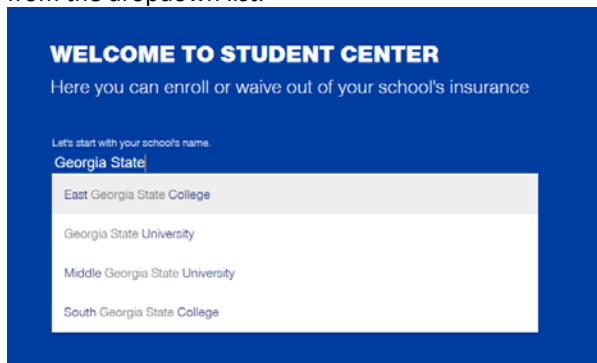 from the dropdown list.
WELCOME TO STUDENT CENTER
Here you can enroll or waive out of your school's insurance
Let's start with your school's name.
Georgia State
East Georgia State College
Georgia State University
Middle Georgia State University
South Georgia State College